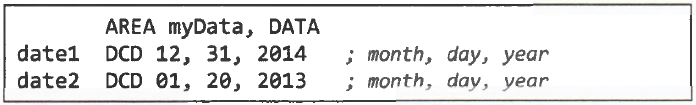 AREA myData, DATA
date1 DCD 12, 31, 2014 ; month, day, year
date2 DCD 01, 20, 2013 ; month, day, year